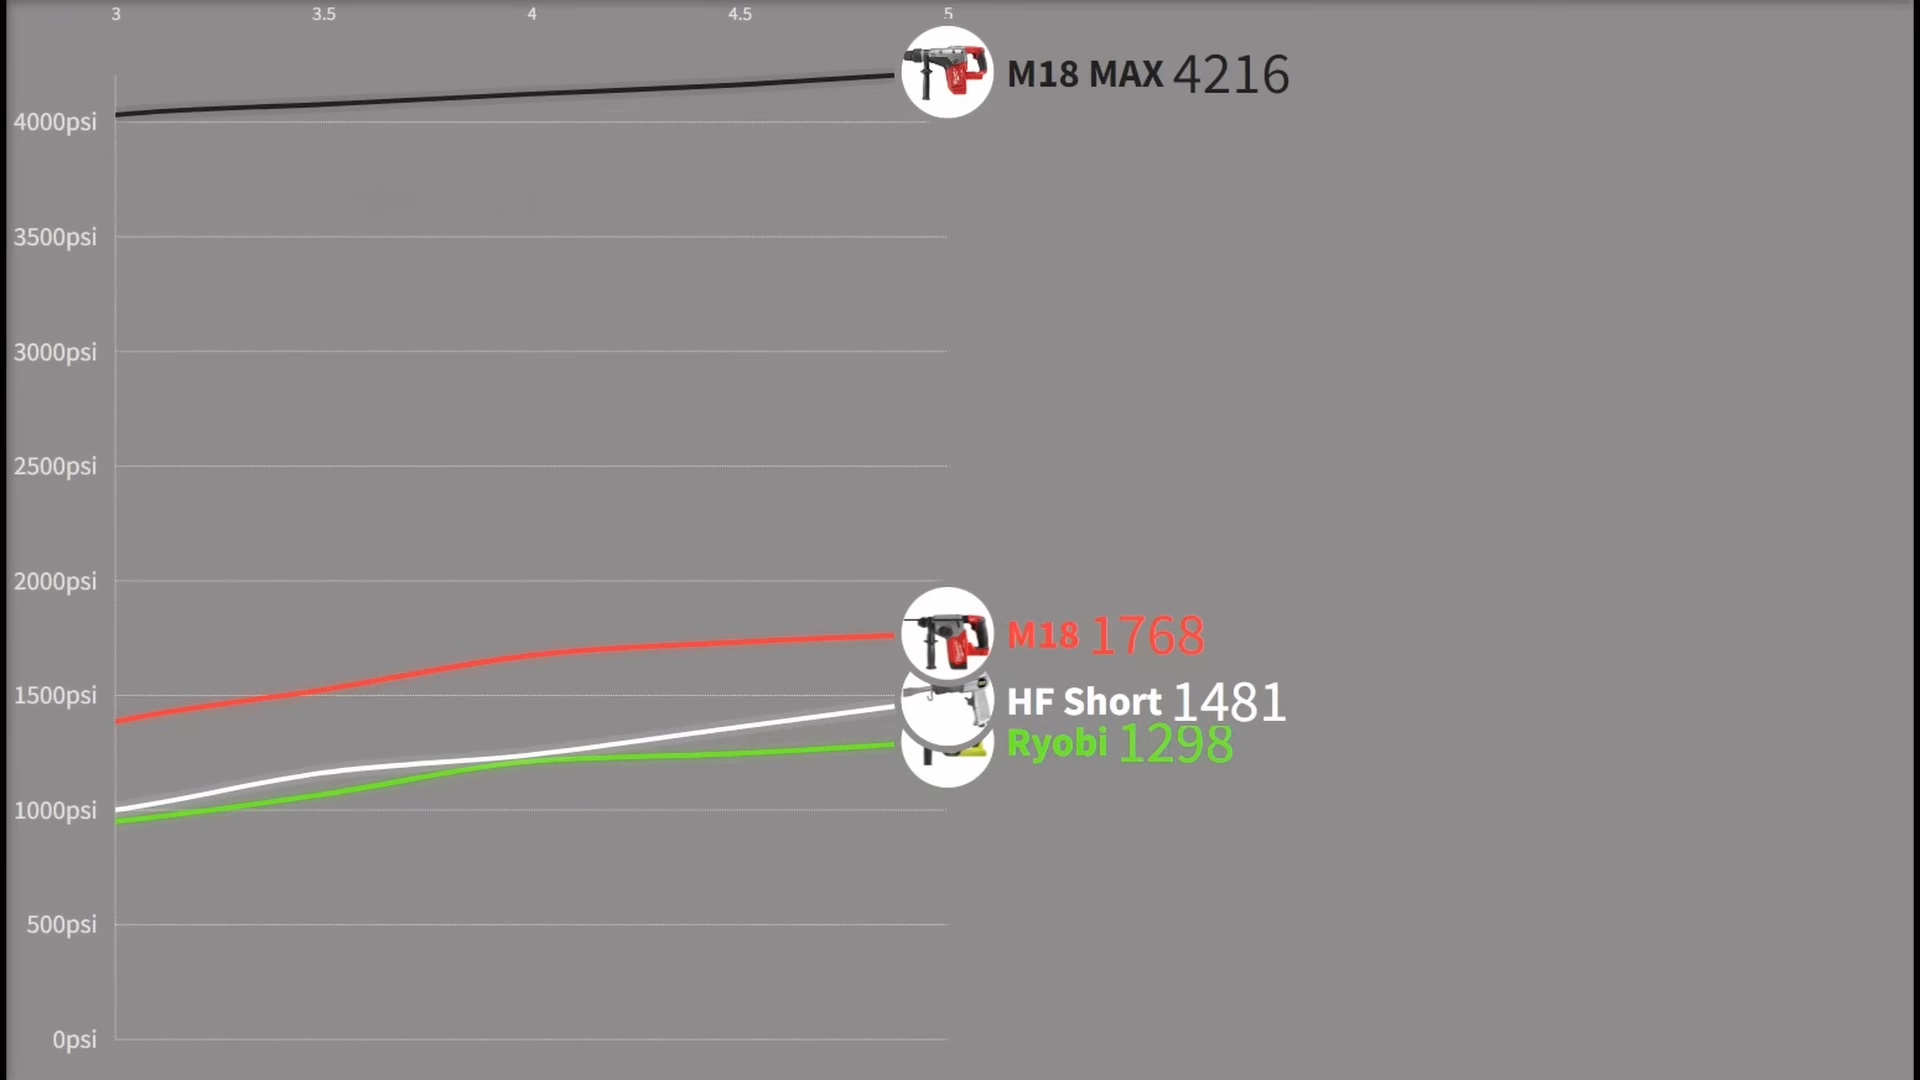 3 3.5 4 4.5 5
M18 MAX 4216
4000psi
3500psi
3000psi
2500psi
2000psi
M18 1768
1500psi
HF Short 1481
Ryobi 1298
1000psi
500psi
0psi